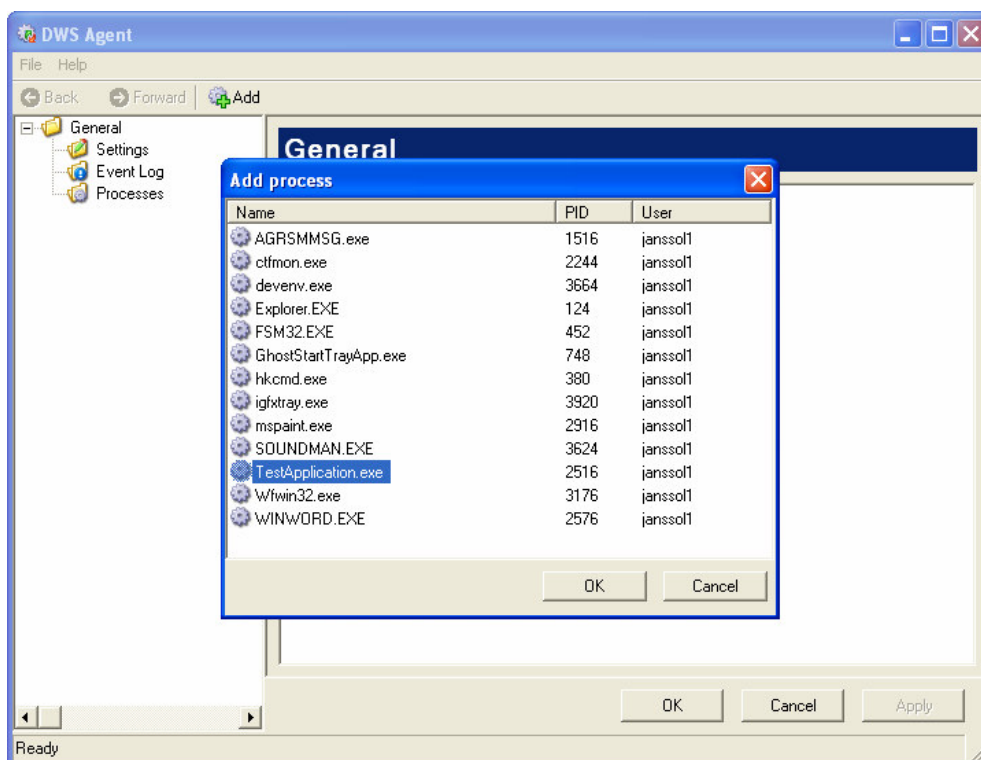 DWS Agent
File Help
Back Forward Add
General
Settings
Event Log
Processes
General
Add process
Name PID User
AGRSMMSG.exe 1516 janssol1
ctfmon.exe 2244 janssol1
devenv.exe 3664 janssol1
Explorer.EXE 124 janssol1
FSM32.EXE 452 janssol1
GhostStartTrayApp.exe 748 janssol1
hkcmd.exe 380 janssol1
igfxtray.exe 3920 janssol1
mspaint.exe 2916 janssol1
SOUNDMAN.EXE 3624 janssol1
TestApplication.exe 2516 janssol1
Wfwin32.exe 3176 janssol1
WINWORD.EXE 2576 janssol1
OK Cancel
OK Cancel Apply
Ready